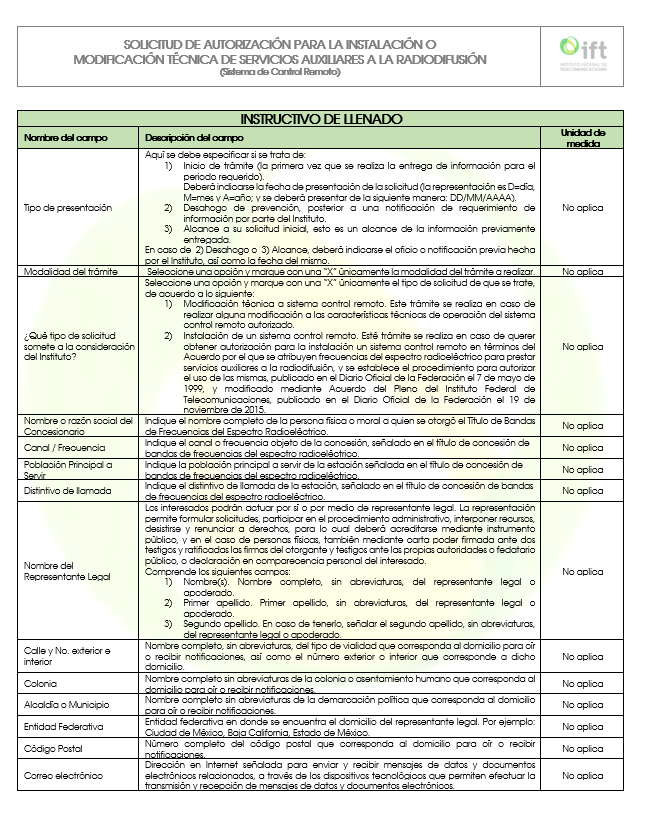 SOLICITUD DE AUTORIZACIÓN PARA LA INSTALACIÓN O
MODIFICACIÓN TÉCNICA DE SERVICIOS AUXILIARES A LA RADIODIFUSIÓN
(Sistema de Control Remoto)
ift
INSTITUTO FEDERAL DE
TELECOMUNICACIONES
INSTRUCTIVO DE LLENADO
Nombre del campo
Descripción del campo
Unidad de
medida
Tipo de presentación
Aquí se debe especificar si se trata de:
1) Inicio de trámite (la primera vez que se realiza la entrega de información para el
periodo requerido).
Deberá indicarse la fecha de presentación de la solicitud (la representación es D=día,
M=mes y A=año; y se deberá presentar de la siguiente manera: DD/MM/AAAA).
2) Desahogo de prevención, posterior a una notificación de requerimiento de
información por parte del Instituto.
3) Alcance a su solicitud inicial, esto es un alcance de la información previamente
entregada.
En caso de 2) Desahogo o 3) Alcance, deberá indicarse el oficio o notificación previa hecha
por el Instituto, así como la fecha del mismo.
No aplica
Modalidad del trámite
Seleccione una opción y marque con una "X" únicamente la modalidad del trámite a realizar.
No aplica
¿Qué tipo de solicitud
somete a la consideración
del Instituto?
Seleccione una opción y marque con una "X" únicamente el tipo de solicitud de que se trate,
de acuerdo a lo siguiente:
1) Modificación técnica a sistema control remoto. Este trámite se realiza en caso de
realizar alguna modificación a las características técnicas de operación del sistema
control remoto autorizado.
2) Instalación de un sistema control remoto. Esté trámite se realiza en caso de querer
obtener autorización para la instalación un sistema control remoto en términos del
Acuerdo por el que se atribuyen frecuencias del espectro radioeléctrico para prestar
servicios auxiliares a la radiodifusión, y se establece el procedimiento para autorizar
el uso de las mismas, publicado en el Diario Oficial de la Federación el 7 de mayo de
1999, y modificado mediante Acuerdo del Pleno del Instituto Federal de
Telecomunicaciones, publicado en el Diario Oficial de la Federación el 19 de
noviembre de 2015.
No aplica
Nombre o razón social del
Concesionario
Indique el nombre completo de la persona física o moral a quien se otorgó el Título de Bandas
de Frecuencias del Espectro Radioeléctrico.
No aplica
Canal / Frecuencia
Indique el canal o frecuencia objeto de la concesión, señalado en el título de concesión de
bandas de frecuencias del espectro radioeléctrico.
No aplica
Población Principal a
Servir
Indique la población principal a servir de la estación señalada en el título de concesión de
bandas de frecuencias del espectro radioeléctrico.
No aplica
Distintivo de llamada
Indique el distintivo de llamada de la estación, señalado en el título de concesión de bandas
de frecuencias del espectro radioeléctrico.
No aplica
Nombre del
Representante Legal
Los interesados podrán actuar por sí o por medio de representante legal. La representación
permite formular solicitudes, participar en el procedimiento administrativo, interponer recursos,
desistirse y renunciar a derechos, para lo cual deberá acreditarse mediante instrumento
público, y en el caso de personas físicas, también mediante carta poder firmada ante dos
testigos y ratificadas las firmas del otorgante y testigos ante las propias autoridades o fedatario
público, o declaración en comparecencia personal del interesado.
Comprende los siguientes campos:
1) Nombre(s). Nombre completo, sin abreviaturas, del representante legal o
apoderado.
2) Primer apellido. Primer apellido, sin abreviaturas, del representante legal o
apoderado.
3) Segundo apellido. En caso de tenerlo, señalar el segundo apellido, sin abreviaturas,
del representante legal o apoderado.
No aplica
Calle y No. exterior e
interior
Nombre completo, sin abreviaturas, del tipo de vialidad que corresponda al domicilio para oír
o recibir notificaciones, así como el número exterior o interior que corresponde a dicho
domicilio.
No aplica
Colonia
Nombre completo sin abreviaturas de la colonia o asentamiento humano que corresponda al
domicilio para oír o recibir notificaciones.
No aplica
Alcaldía o Municipio
Nombre completo sin abreviaturas de la demarcación política que corresponda al domicilio
para oír o recibir notificaciones.
No aplica
Entidad Federativa
Entidad federativa en donde se encuentra el domicilio del representante legal. Por ejemplo:
Ciudad de México, Baja California, Estado de México.
No aplica
Código Postal
Número completo del código postal que corresponda al domicilio para oír o recibir
notificaciones.
No aplica
Correo electrónico
Dirección en Internet señalada para enviar y recibir mensajes de datos y documentos
electrónicos relacionados, a través de los dispositivos tecnológicos que permiten efectuar la
transmisión y recepción de mensajes de datos y documentos electrónicos.
No aplica